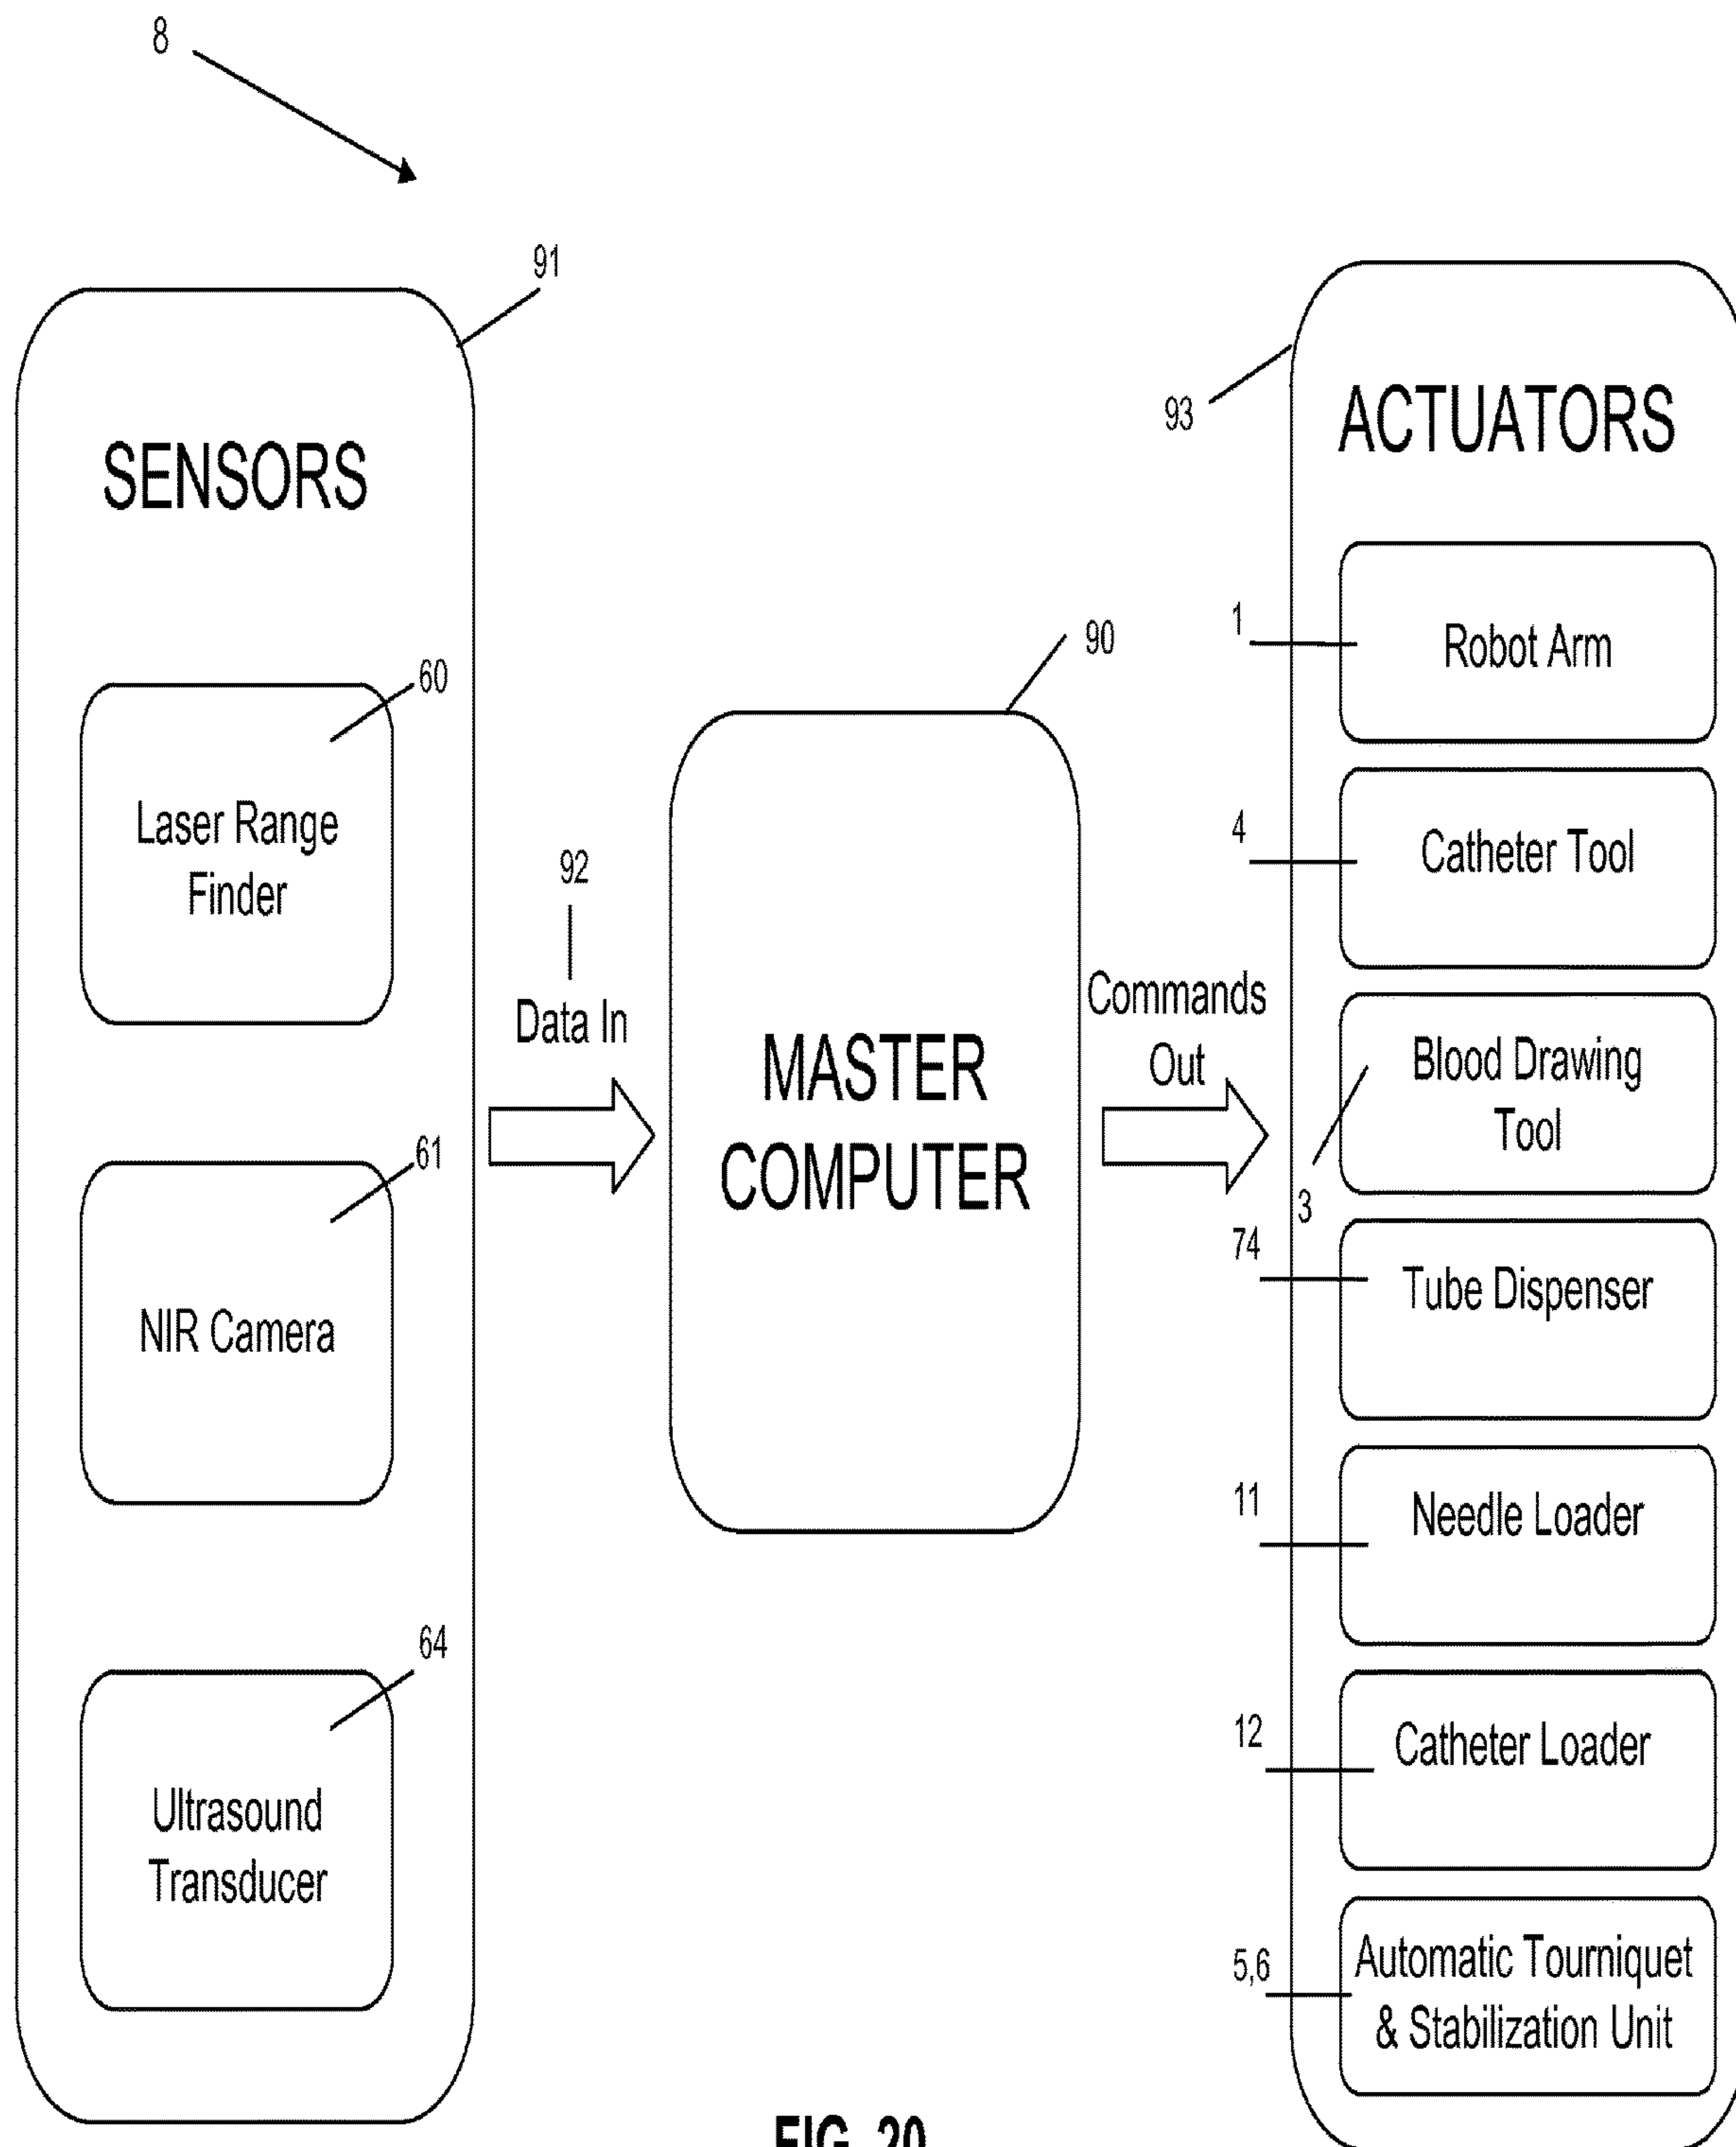 8
91
SENSORS
60
Laser Range
Finder
61
NIR Camera
64
Ultrasound
Transducer
92
Data In
90
MASTER
COMPUTER
Commands
Out
93
ACTUATORS
1
Robot Arm
4
Catheter Tool
3
Blood Drawing
Tool
74
Tube Dispenser
11
Needle Loader
12
Catheter Loader
5,6
Automatic Tourniquet
& Stabilization Unit
FIG. 20